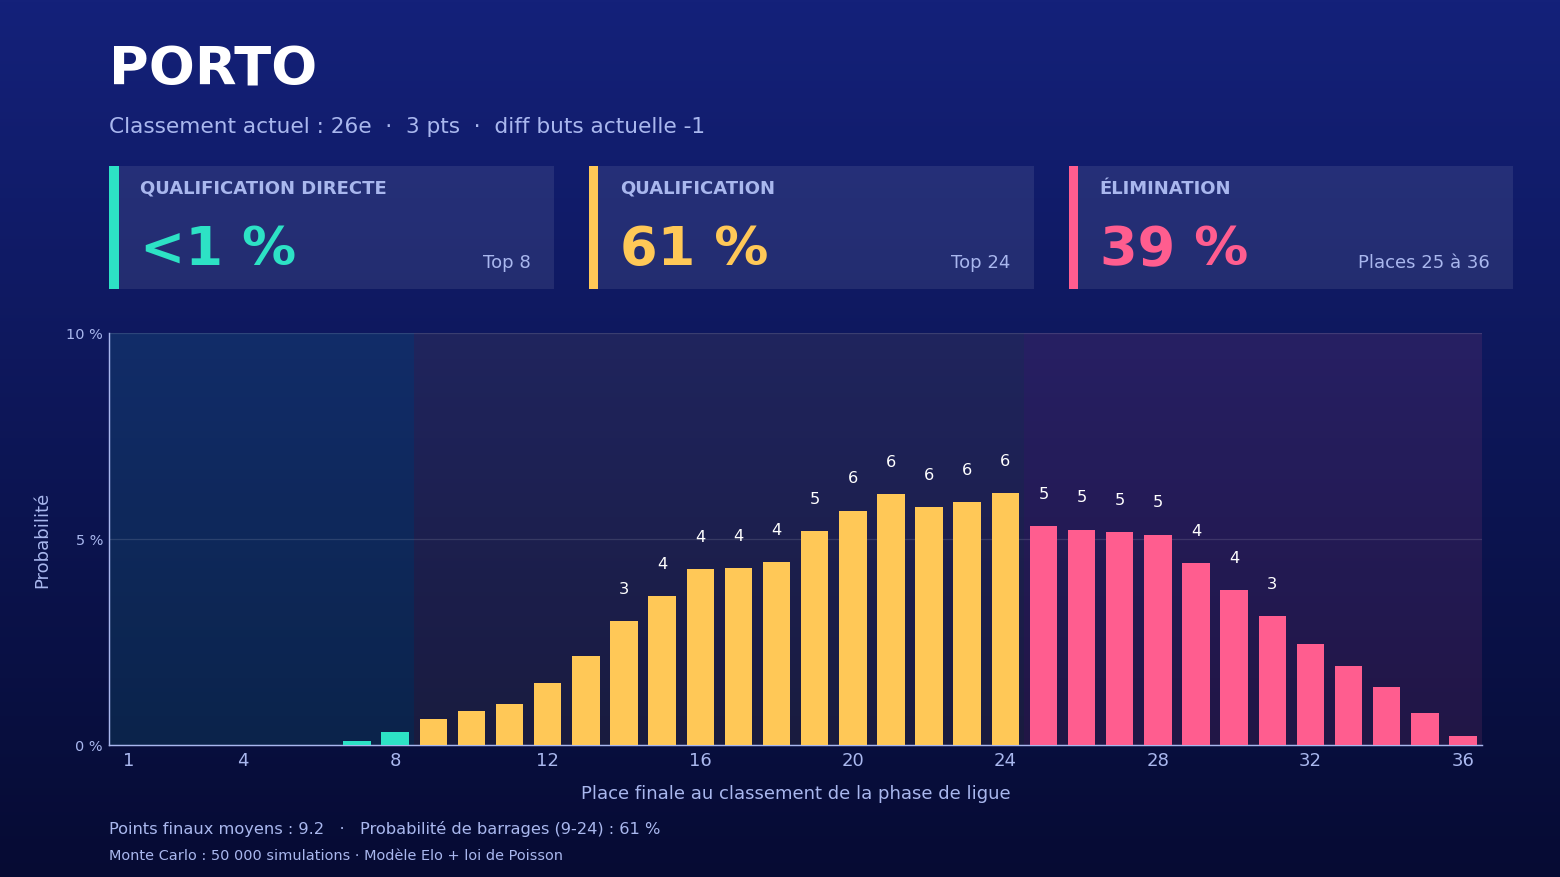 PORTO
Classement actuel : 26e · 3 pts · diff buts actuelle -1
QUALIFICATION DIRECTE
<1 %
Top 8
QUALIFICATION
61 %
Top 24
ÉLIMINATION
39 %
Places 25 à 36
10 %
5 %
0 %
Probabilité
3 4 4 4 4 5 6 6 6 6 6 5 5 5 5 4 4 3
1 4 8 12 16 20 24 28 32 36
Place finale au classement de la phase de ligue
Points finaux moyens : 9.2 · Probabilité de barrages (9-24) : 61 %
Monte Carlo : 50 000 simulations · Modèle Elo + loi de Poisson